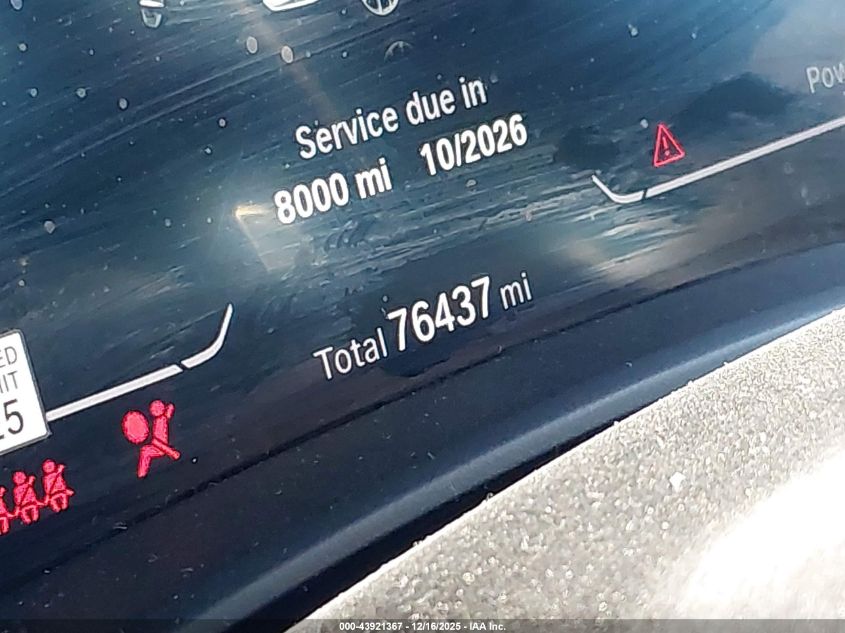 Service due in
8000 mi 10/2026
Total 76437 mi
000-43921367 - 12/16/2025 - IAA Inc.